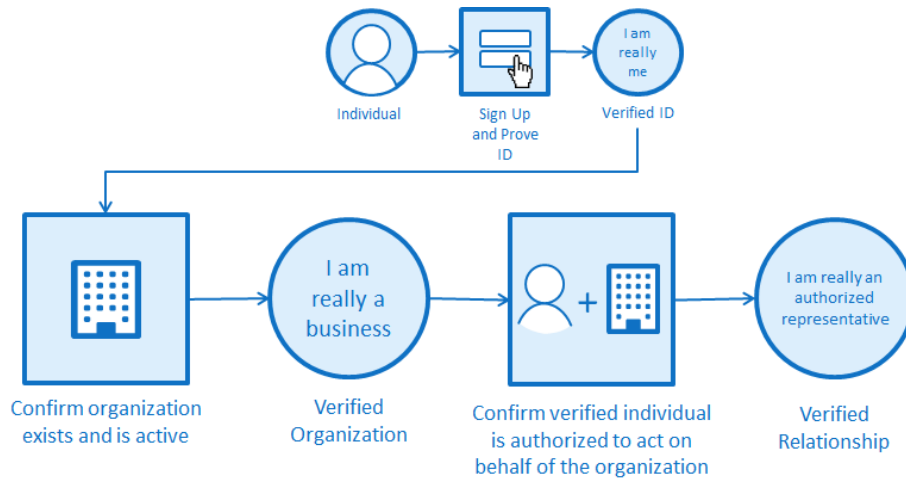 I am
really
me
Individual
Sign Up
and Prove
ID
Verified ID
I am
really a
business
+
I am really an
authorized
representative
Confirm organization
exists and is active
Verified
Organization
Confirm verified individual
is authorized to act on
behalf of the organization
Verified
Relationship